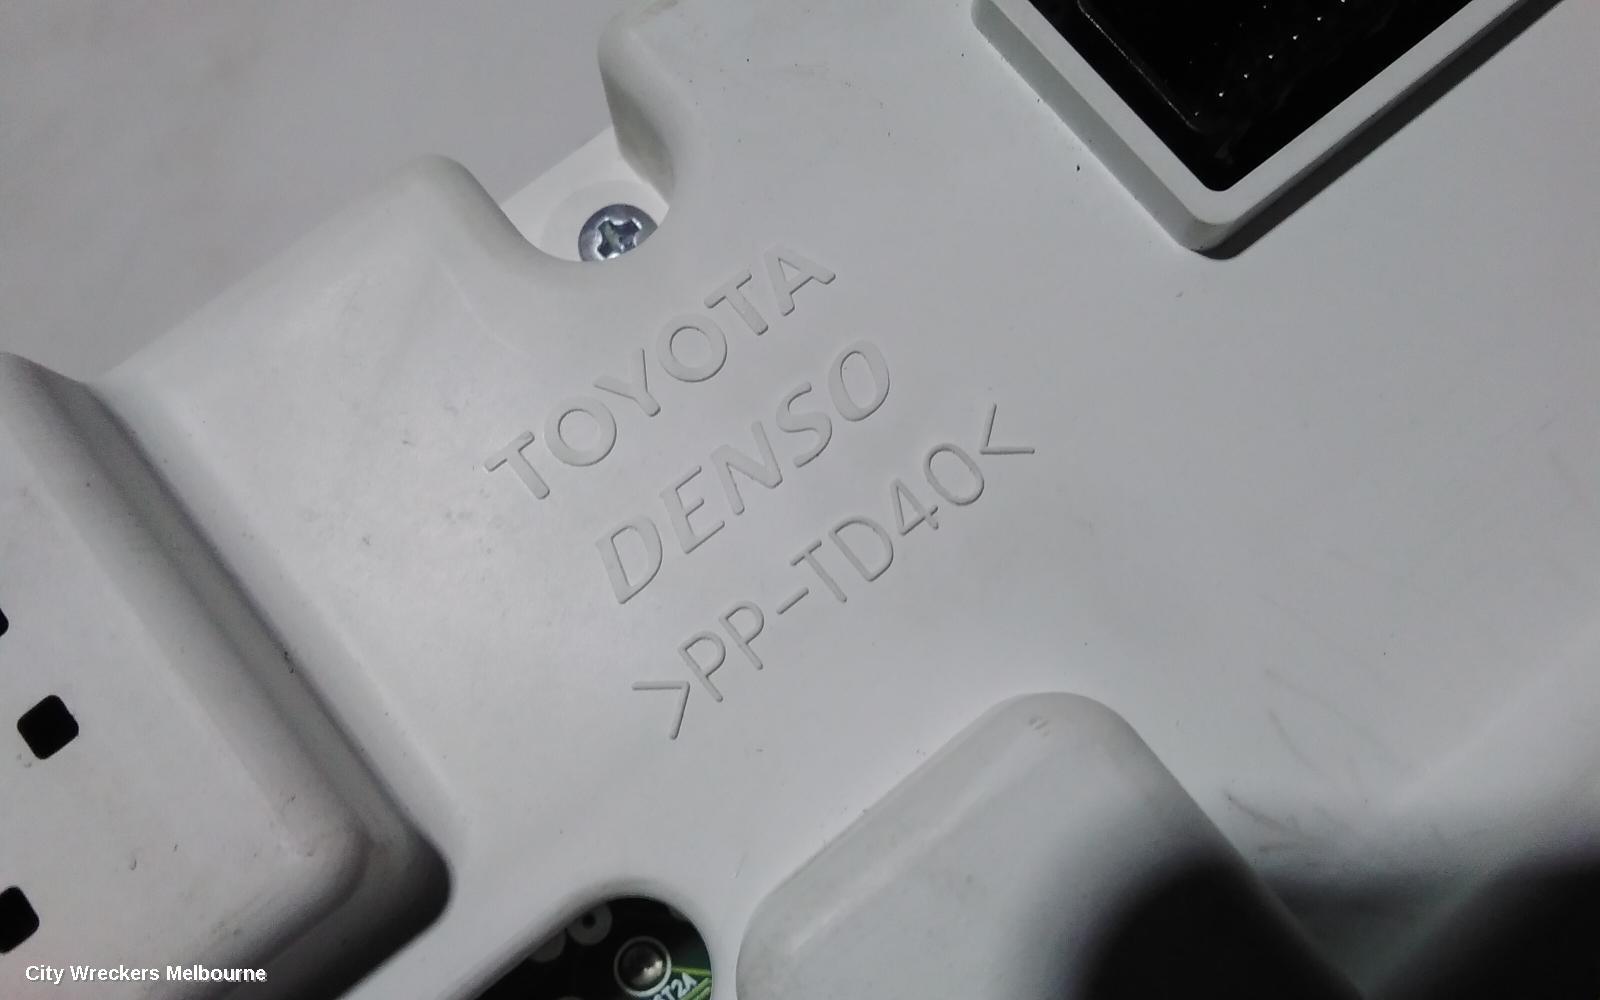 TOYOTA
DENSO
>PP-TD40<
City Wreckers Melbourne